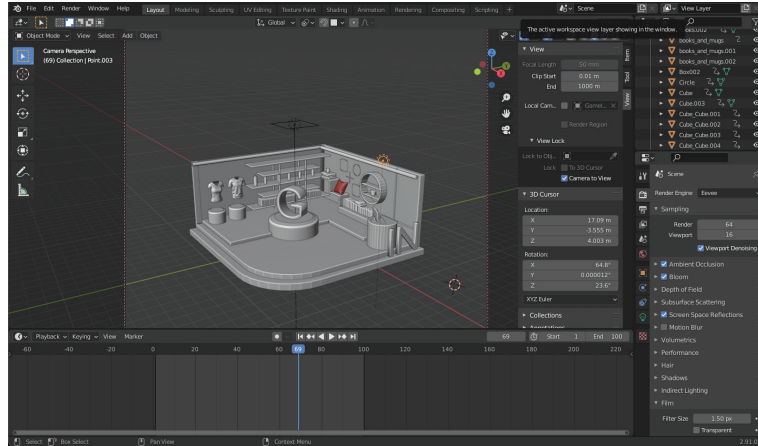 File Edit Render Window Help
Layout Modeling Sculpting UV Editing Texture Paint Shading Animation Rendering Compositing Scripting +
Scene
View Layer
Global
The active workspace view layer showing in the window.
Object Mode View Select Add Object
Camera Perspective
(69) Collection | Point.003
View
Focal Length 50 mm
Clip Start 0.01 m
End 1000 m
Local Cam..
Render Region
View Lock
Lock to Obj..
Lock To 3D Cursor
Camera to View
3D Cursor
Location:
X 17.09 m
Y -3.555 m
Z 4.003 m
Rotation:
X 64.8°
Y 0.000012°
Z 23.6°
XYZ Euler
Collections
Annotations
Item
Tool
View
books_and_mugs
books_and_mugs.001
books_and_mugs.002
Box002
Circle
Cube
Cube.003
Cube_Cube.001
Cube_Cube.002
Cube_Cube.003
Cube_Cube.004
Scene
Render Engine Eevee
Sampling
Render 64
Viewport 16
Viewport Denoising
Ambient Occlusion
Bloom
Depth of Field
Subsurface Scattering
Screen Space Reflections
Motion Blur
Volumetrics
Performance
Hair
Shadows
Indirect Lighting
Film
Filter Size 1.50 px
Transparent
Playback Keying View Marker
69 Start 1 End 100
-60 -40 -20 0 20 40 60 69 80 100 120 140 160 180 200 220
Select Box Select Pan View Context Menu
2.91.0